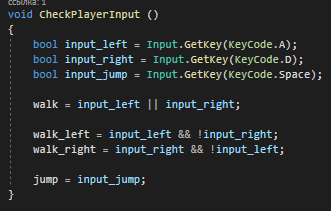 ссылка: 1
void CheckPlayerInput ()
{
bool input_left = Input.GetKey(KeyCode.A);
bool input_right = Input.GetKey(KeyCode.D);
bool input_jump = Input.GetKey(KeyCode.Space);
walk = input_left || input_right;
walk_left = input_left && !input_right;
walk_right = input_right && !input_left;
jump = input_jump;
}